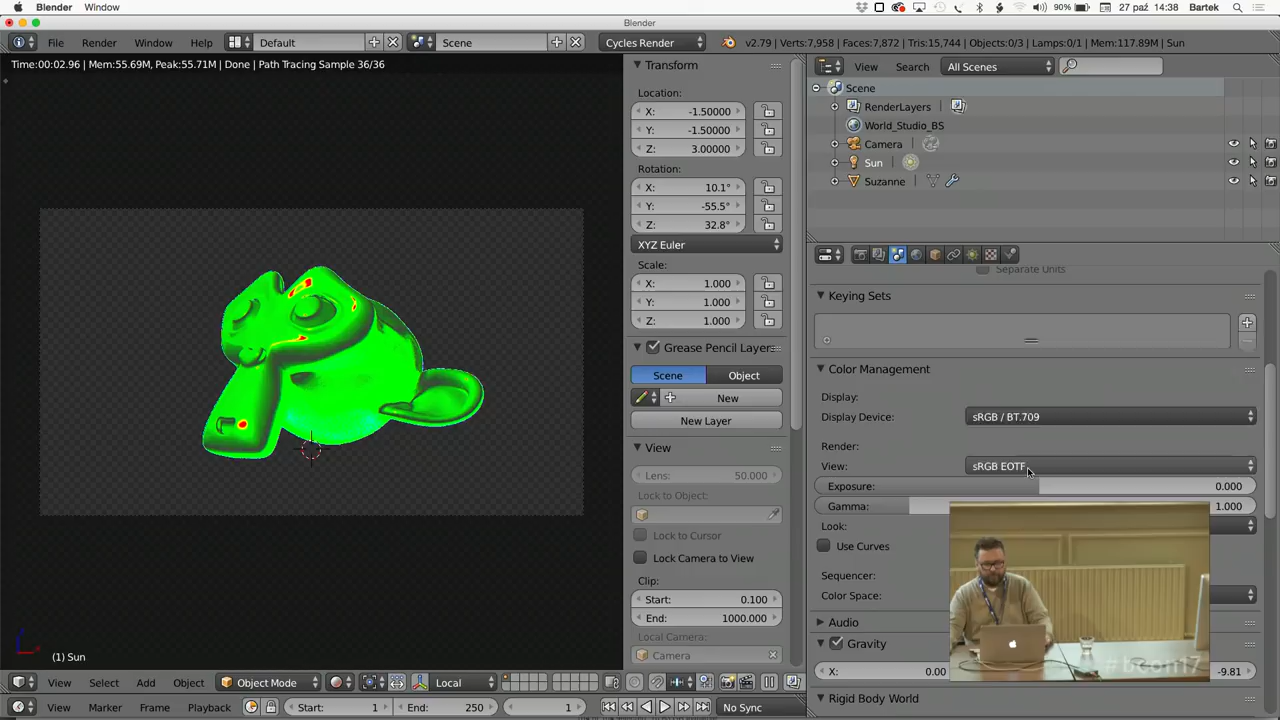 Blender Window 90% 27 paź 14:38 Bartek
Blender
File Render Window Help Default Scene Cycles Render v2.79 | Verts:7,958 | Faces:7,872 | Tris:15,744 | Objects:0/3 | Lamps:0/1 | Mem:117.89M | Sun
Time:00:02.96 | Mem:55.69M, Peak:55.71M | Done | Path Tracing Sample 36/36
(1) Sun
View Select Add Object Object Mode Local
View Marker Frame Playback Start: 1 End: 250 1 No Sync
Transform
Location:
X: -1.50000
Y: -1.50000
Z: 3.00000
Rotation:
X: 10.1°
Y: -55.5°
Z: 32.8°
XYZ Euler
Scale:
X: 1.000
Y: 1.000
Z: 1.000
Grease Pencil Layer
Scene Object
New
New Layer
View
Lens: 50.000
Lock to Object:
Lock to Cursor
Lock Camera to View
Clip:
Start: 0.100
End: 1000.000
Local Camera:
Camera
View Search All Scenes
Scene
RenderLayers
World_Studio_BS
Camera
Sun
Suzanne
Separate Units
Keying Sets
Color Management
Display:
Display Device: sRGB / BT.709
Render:
View: sRGB EOTF
Exposure: 0.000
Gamma: 1.000
Look:
Use Curves
Sequencer:
Color Space:
Audio
Gravity
X: 0.00 -9.81
Rigid Body World
#bcon17